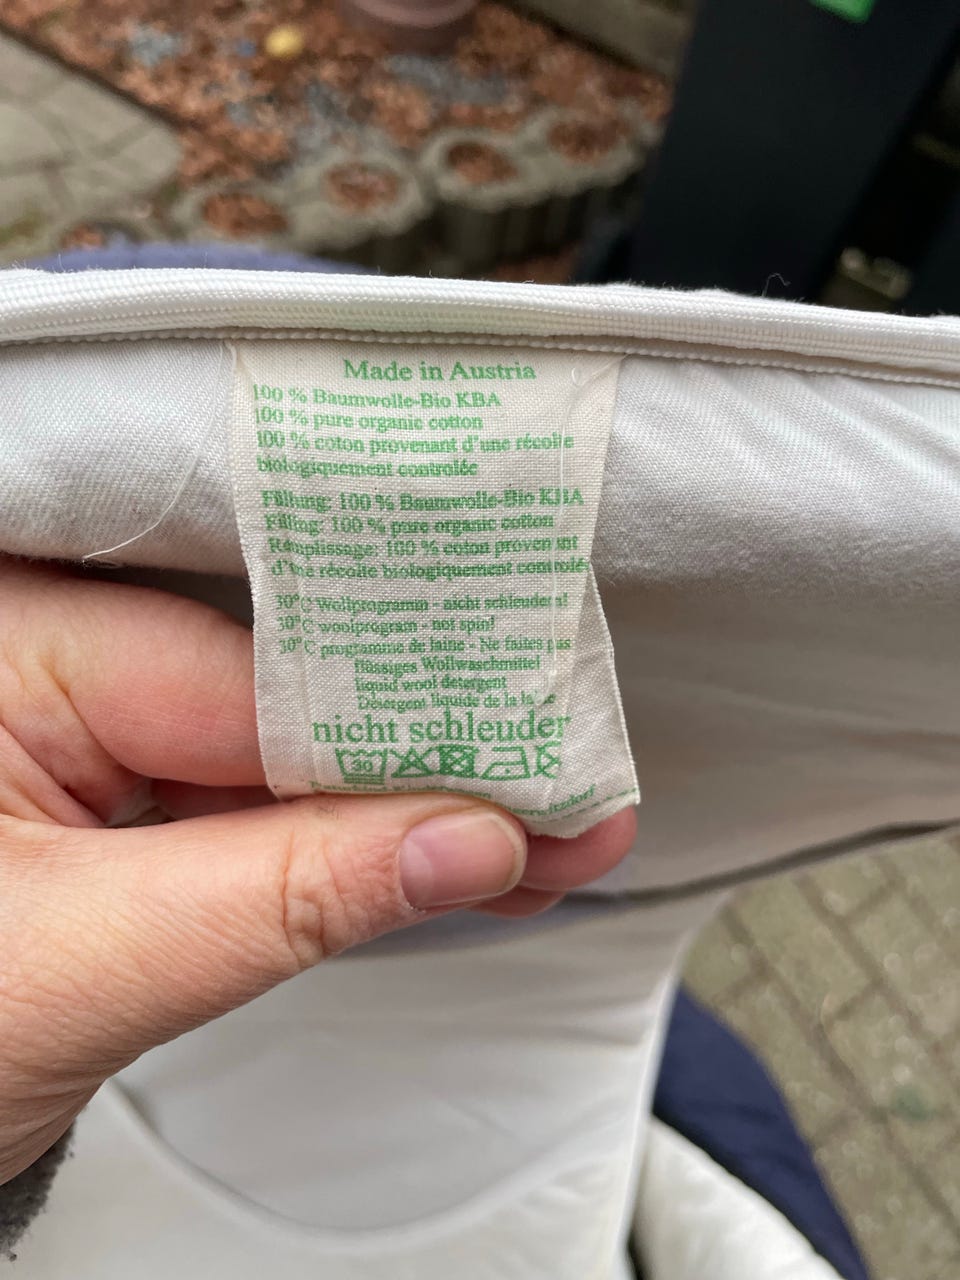 Made in Austria
100 % Baumwolle-Bio KBA
100 % pure organic cotton
100 % coton provenant d'une récolte
biologiquement controlée
Füllung: 100 % Baumwolle-Bio KBA
Filling: 100 % pure organic cotton
Remplissage: 100 % coton provenant
d'une récolte biologiquement controlée
30°C Wollprogramm - nicht schleudern!
30°C woolprogram - not spin!
30°C programme de laine - Ne faites pas
flüssiges Wollwaschmittel
liquid wool detergent
Détergent liquide de la laine
nicht schleuder
30